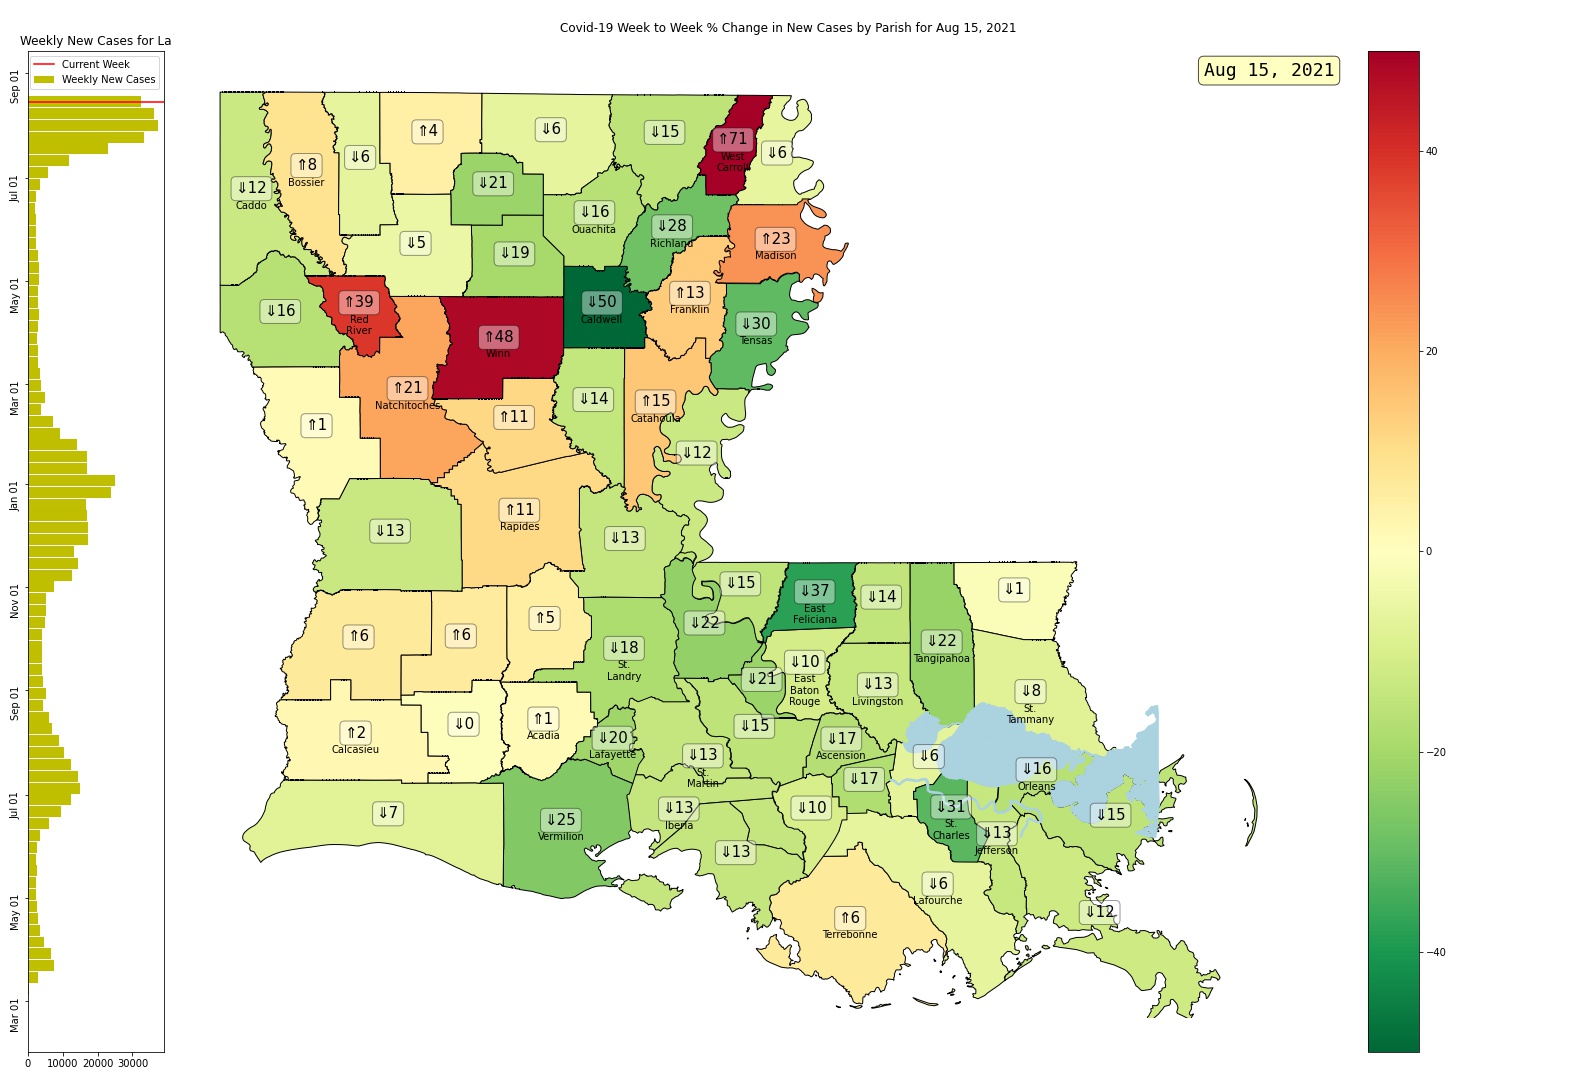 Covid-19 Week to Week % Change in New Cases by Parish for Aug 15, 2021
Weekly New Cases for La
Current Week
Weekly New Cases
Sep 01
Jul 01
May 01
Mar 01
Jan 01
Nov 01
Sep 01
Jul 01
May 01
Mar 01
0 10000 20000 30000
Aug 15, 2021
⇑4
⇓6
⇓15
⇑71
West
Carroll
⇓6
⇓6
⇑8
Bossier
⇓12
Caddo
⇓21
⇓16
Ouachita
⇓28
Richland
⇑23
Madison
⇓5
⇓19
⇓16
⇑39
Red
River
⇑48
Winn
⇓50
Caldwell
⇑13
Franklin
⇓30
Tensas
⇑21
Natchitoches
⇑1
⇑11
⇓14
⇑15
Catahoula
⇓12
⇓13
⇑11
Rapides
⇓13
⇑6
⇑6
⇑5
⇓18
St.
Landry
⇓22
⇓15
⇓37
East
Feliciana
⇓14
⇓22
Tangipahoa
⇓1
⇓21
⇓10
East
Baton
Rouge
⇓13
Livingston
⇓8
St.
Tammany
⇑2
Calcasieu
⇓0
⇑1
Acadia
⇓20
Lafayette
⇓13
St.
Martin
⇓15
⇓17
Ascension
⇓6
⇓16
Orleans
⇓17
⇓7
⇓25
Vermilion
⇓13
Iberia
⇓10
⇓31
St.
Charles
⇓15
⇓13
Jefferson
⇓13
⇓6
Lafourche
⇑6
Terrebonne
⇓12
40
20
0
−20
−40